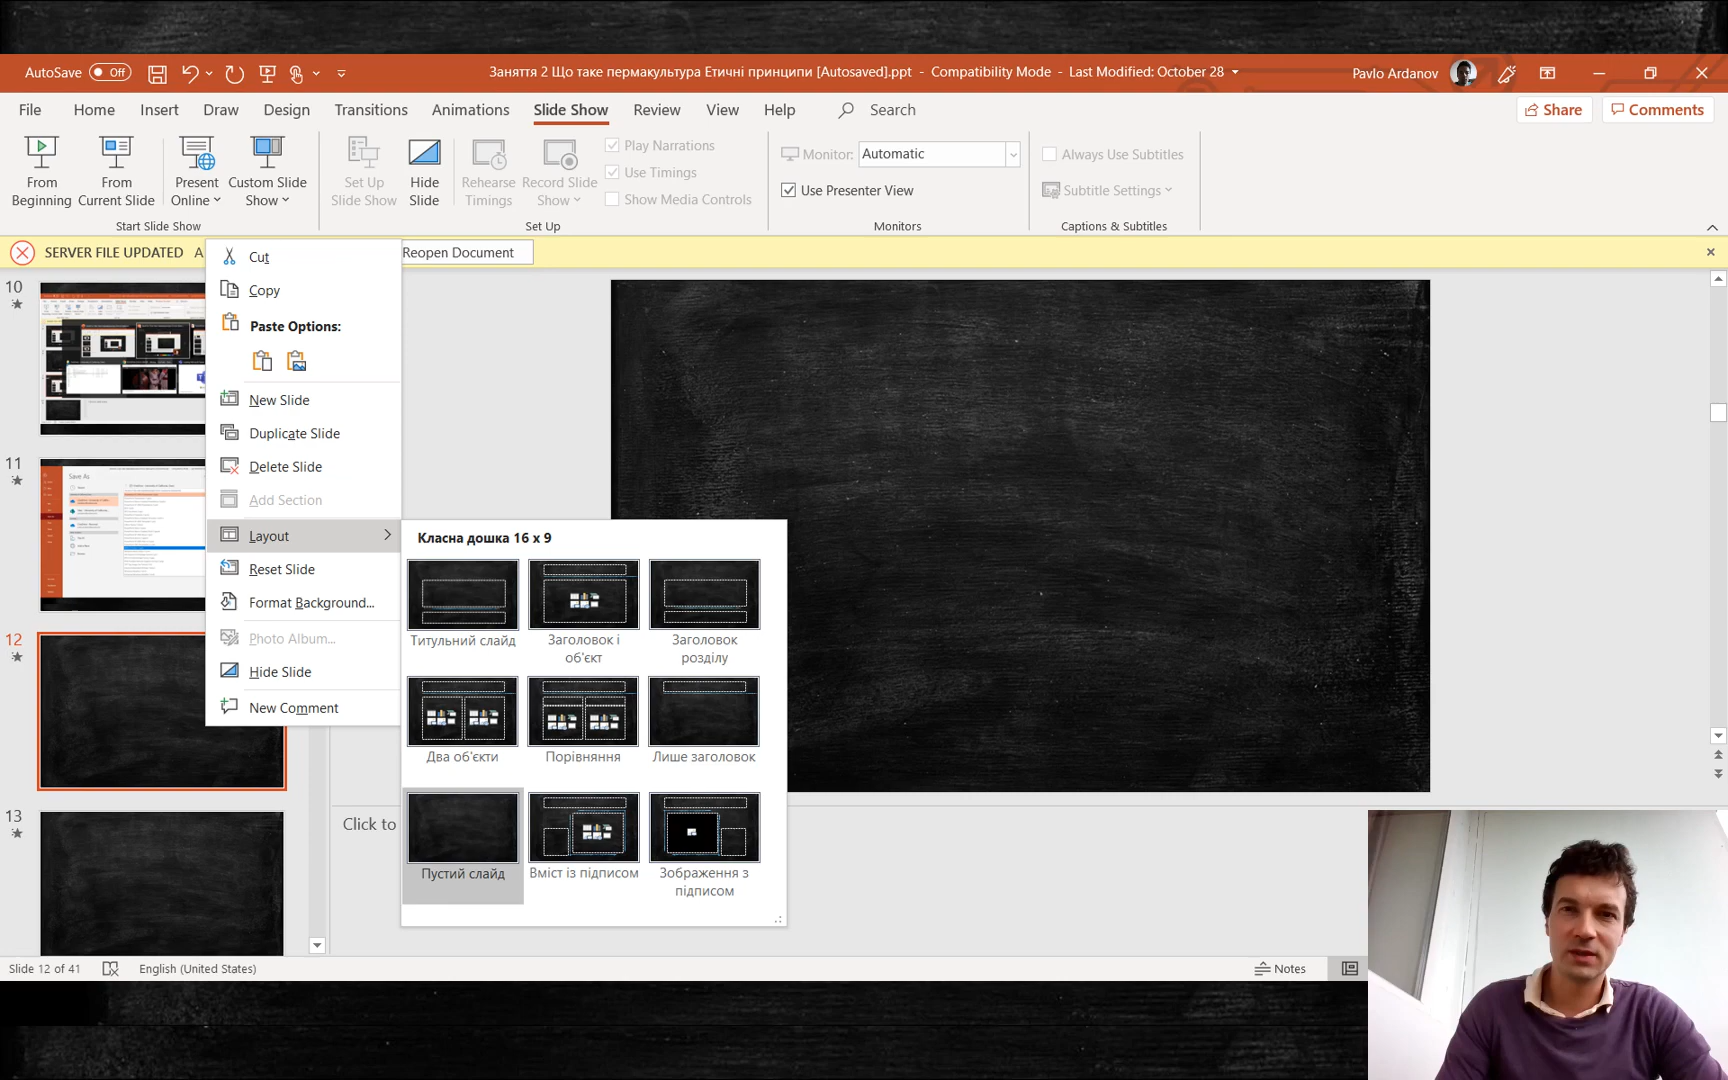 AutoSave Off
Заняття 2 Що таке пермакультура Етичні принципи [Autosaved].ppt - Compatibility Mode - Last Modified: October 28
Pavlo Ardanov
File Home Insert Draw Design Transitions Animations Slide Show Review View Help Search
Share Comments
From Beginning
From Current Slide
Present Online
Custom Slide Show
Start Slide Show
Set Up Slide Show
Hide Slide
Rehearse Timings
Record Slide Show
Play Narrations
Use Timings
Show Media Controls
Set Up
Monitor: Automatic
Use Presenter View
Monitors
Always Use Subtitles
Subtitle Settings
Captions & Subtitles
SERVER FILE UPDATED A
Reopen Document
10
11
Save As
12
13
Cut
Copy
Paste Options:
New Slide
Duplicate Slide
Delete Slide
Add Section
Layout
Reset Slide
Format Background...
Photo Album...
Hide Slide
New Comment
Класна дошка 16 x 9
Титульний слайд
Заголовок і об'єкт
Заголовок розділу
Два об'єкти
Порівняння
Лише заголовок
Пустий слайд
Вміст із підписом
Зображення з підписом
Click to
Slide 12 of 41
English (United States)
Notes